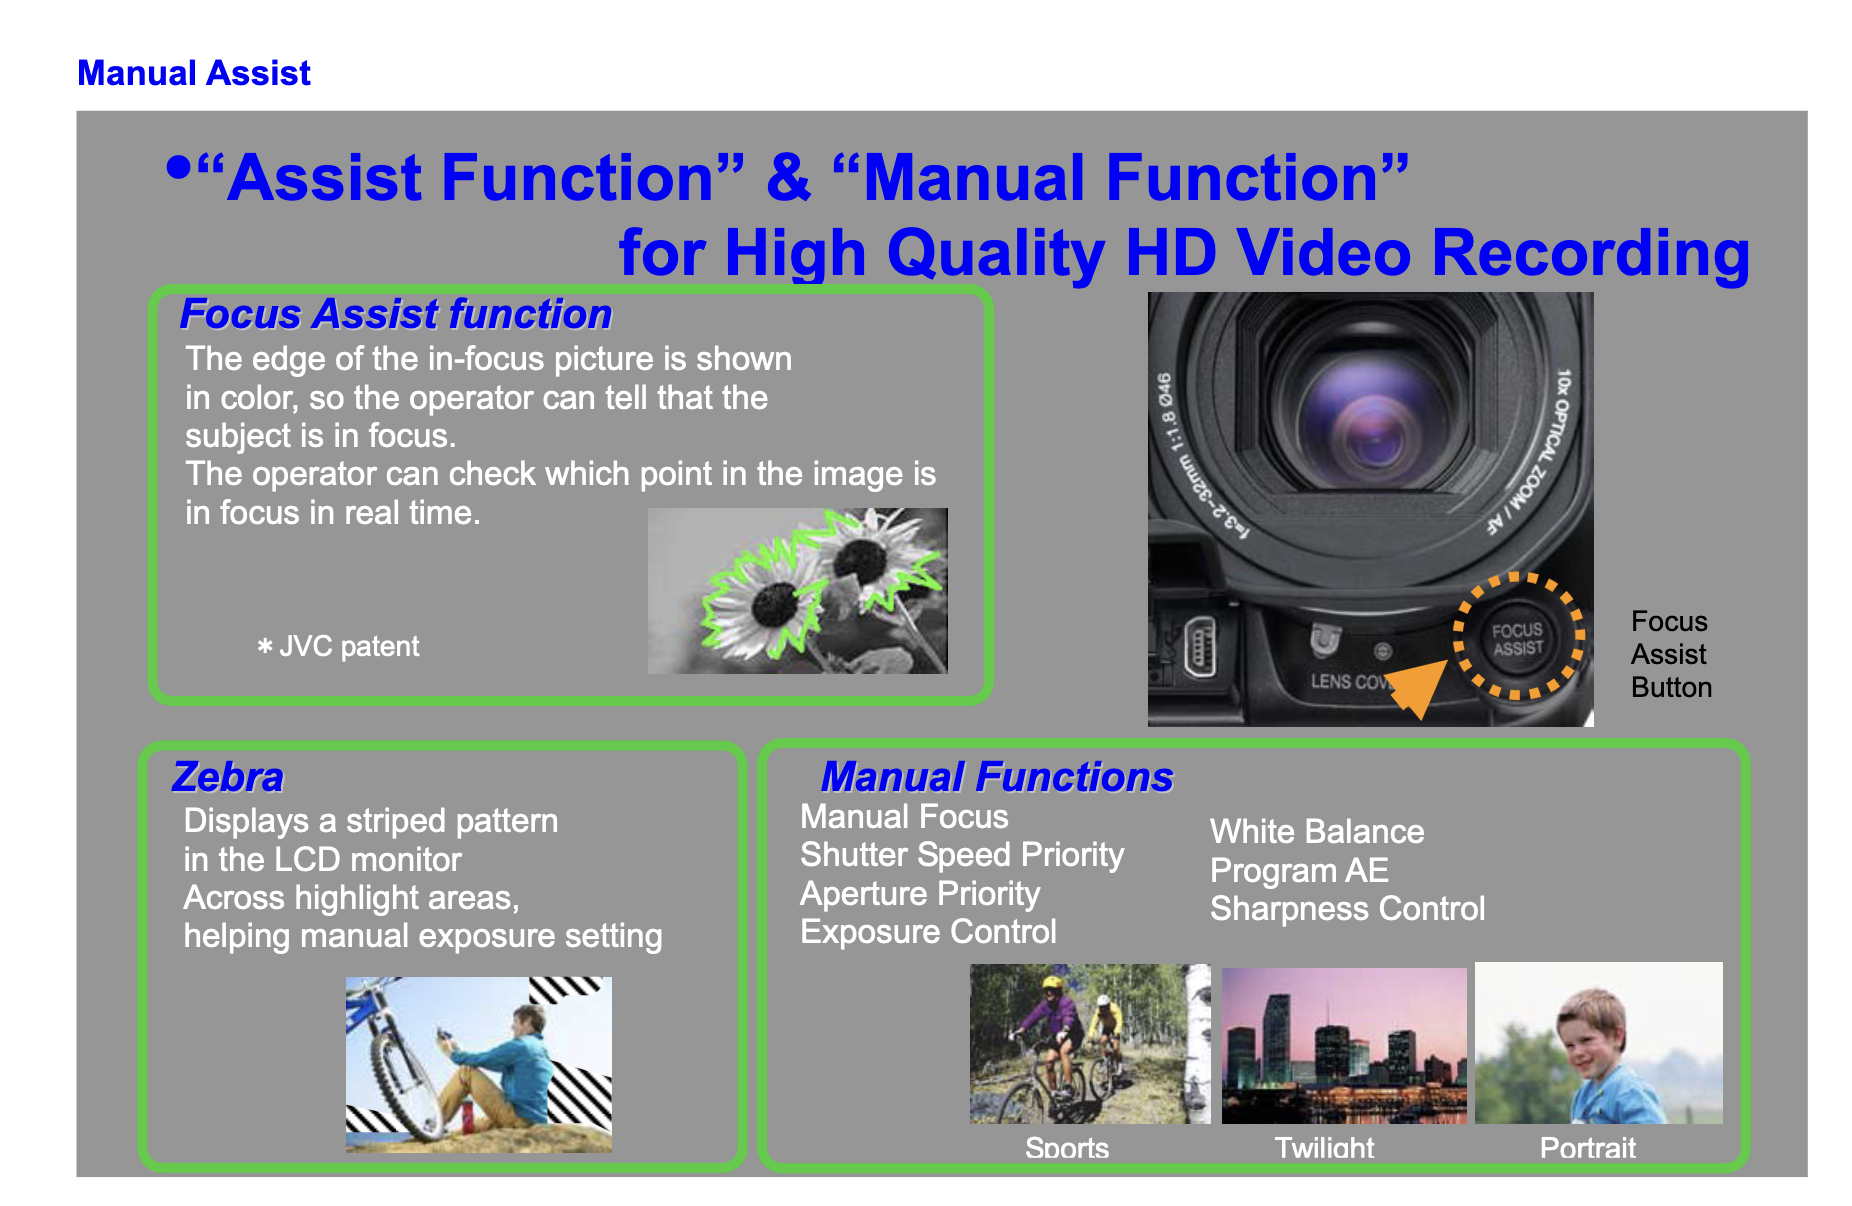 Manual Assist
•“Assist Function” & “Manual Function”
for High Quality HD Video Recording
Focus Assist function
The edge of the in-focus picture is shown
in color, so the operator can tell that the
subject is in focus.
The operator can check which point in the image is
in focus in real time.
* JVC patent
f=3.2~32mm 1:1.8 Ø46
10x OPTICAL ZOOM / AF
FOCUS
ASSIST
LENS COVE
Focus
Assist
Button
Zebra
Displays a striped pattern
in the LCD monitor
Across highlight areas,
helping manual exposure setting
Manual Functions
Manual Focus
Shutter Speed Priority
Aperture Priority
Exposure Control
White Balance
Program AE
Sharpness Control
Sports
Twilight
Portrait